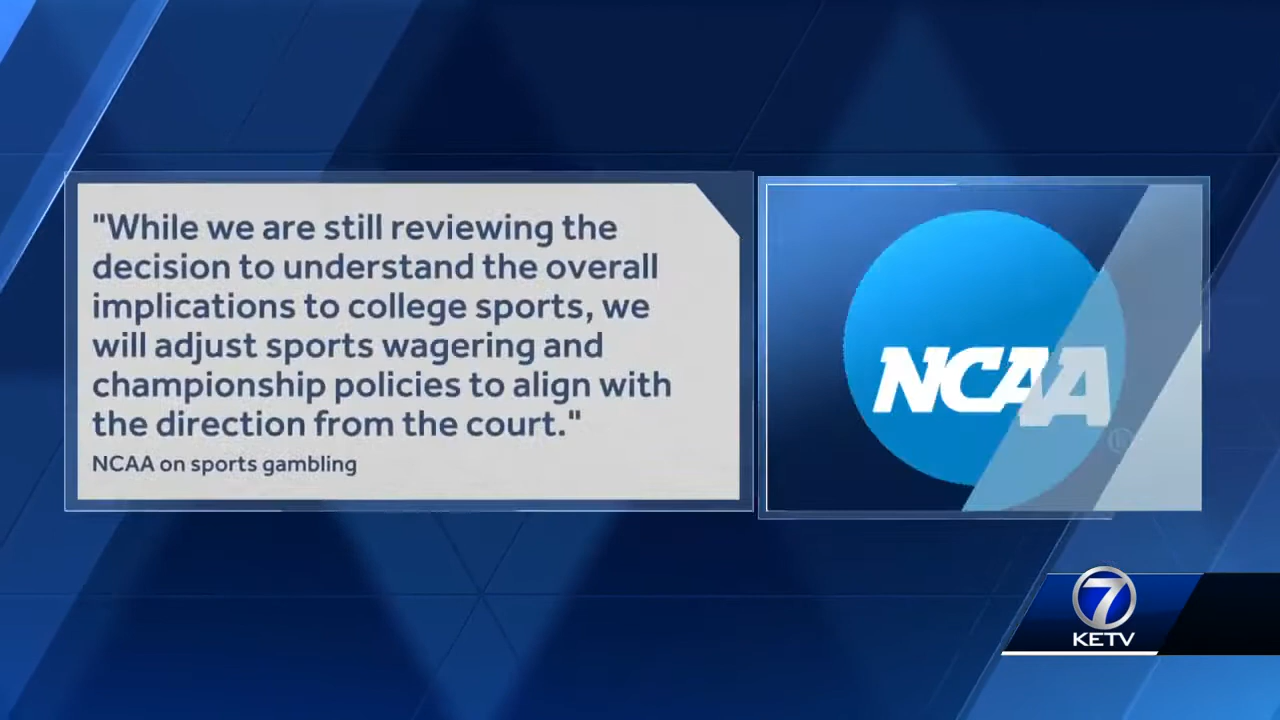 "While we are still reviewing the
decision to understand the overall
implications to college sports, we
will adjust sports wagering and
championship policies to align with
the direction from the court."
NCAA on sports gambling
NCAA
®
7
KETV